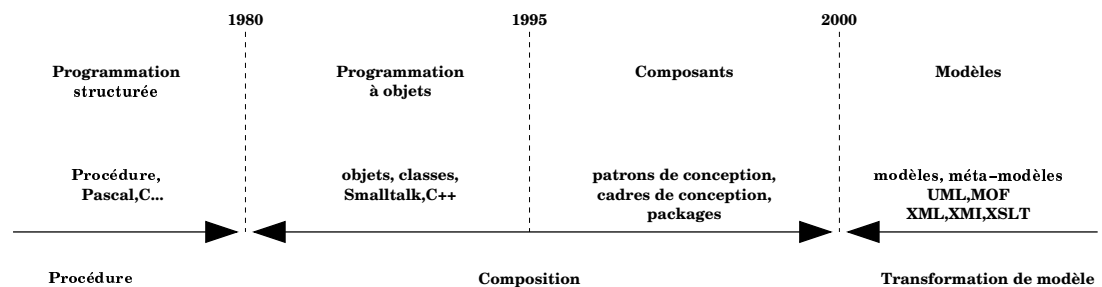 1980 1995 2000
Programmation Programmation Composants Modèles
structurée à objets
Procédure, objets, classes, patrons de conception, modèles, méta-modèles
Pascal,C... Smalltalk,C++ cadres de conception, UML,MOF
packages XML,XMI,XSLT
Procédure Composition Transformation de modèle